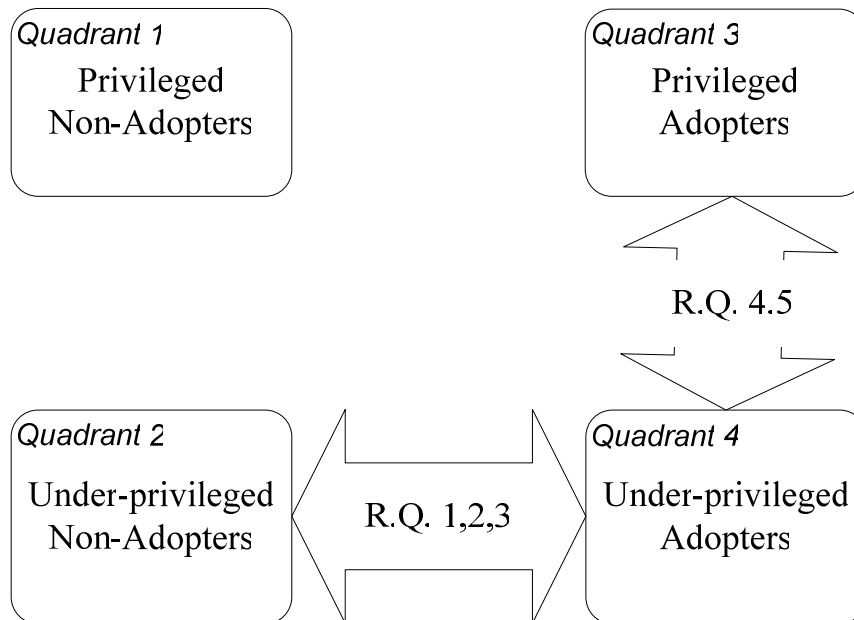 Quadrant 1
Privileged
Non-Adopters
Quadrant 3
Privileged
Adopters
R.Q. 4.5
Quadrant 2
Under-privileged
Non-Adopters
R.Q. 1,2,3
Quadrant 4
Under-privileged
Adopters